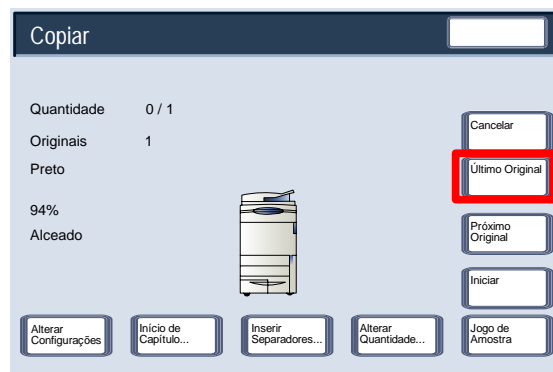 Copiar
Quantidade 0 / 1
Originais 1
Preto
94%
Alceado
Cancelar
Último Original
Próximo
Original
Iniciar
Alterar
Configurações
Início de
Capítulo...
Inserir
Separadores...
Alterar
Quantidade...
Jogo de
Amostra